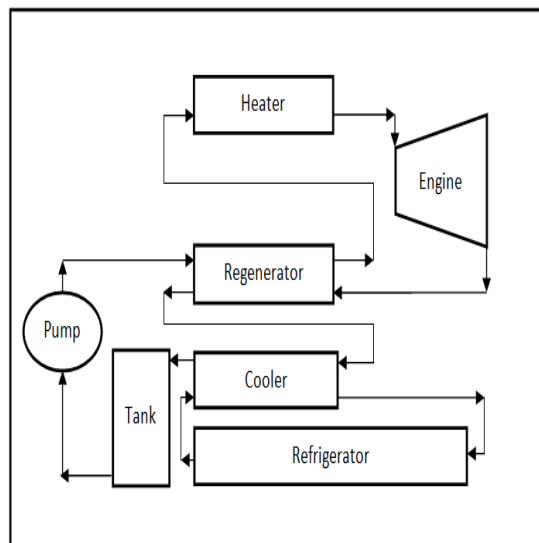 Heater
Engine
Regenerator
Pump
Cooler
Tank
Refrigerator